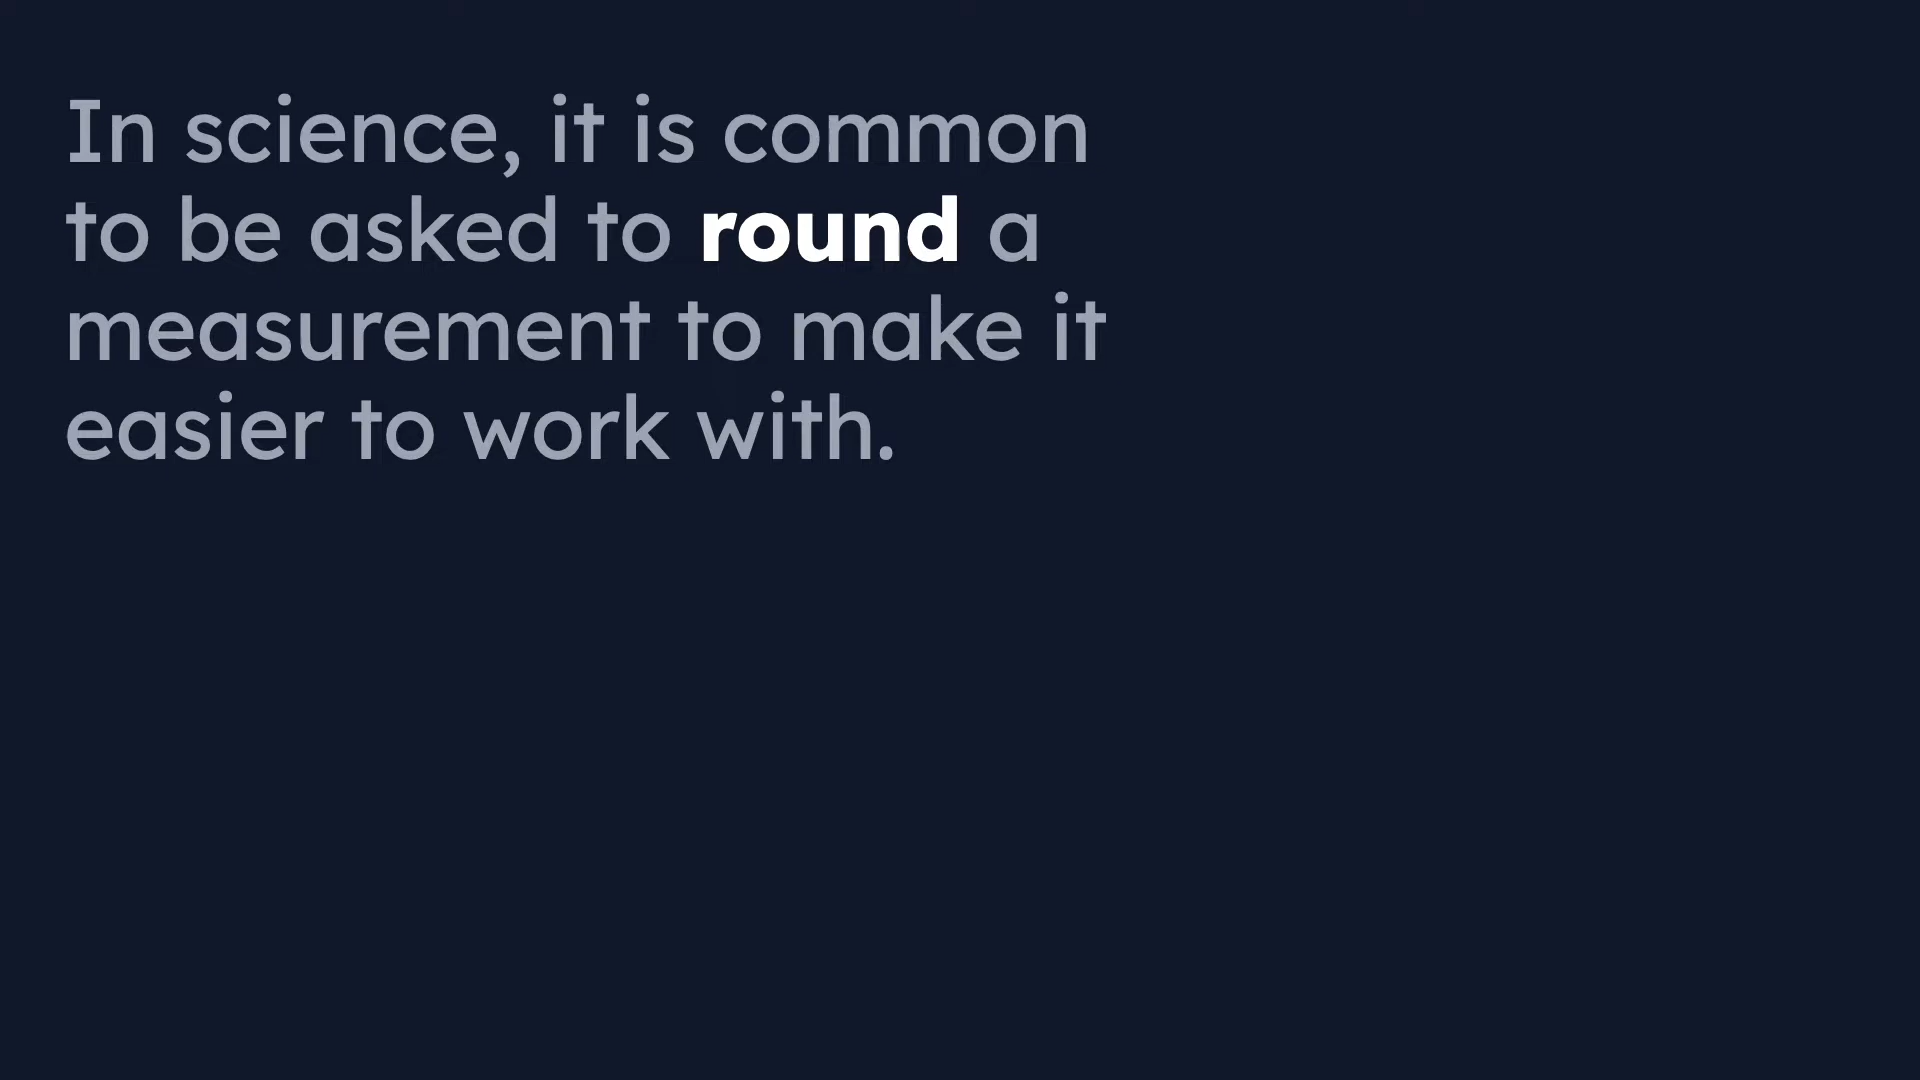 In science, it is common
to be asked to round a
measurement to make it
easier to work with.